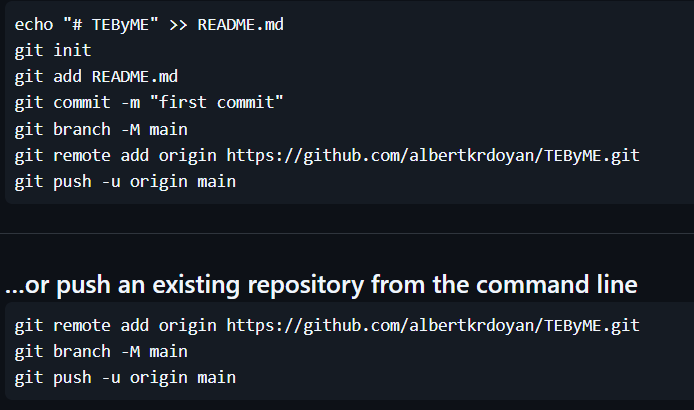 echo "# TEByME" >> README.md
git init
git add README.md
git commit -m "first commit"
git branch -M main
git remote add origin https://github.com/albertkrdoyan/TEByME.git
git push -u origin main
...or push an existing repository from the command line
git remote add origin https://github.com/albertkrdoyan/TEByME.git
git branch -M main
git push -u origin main